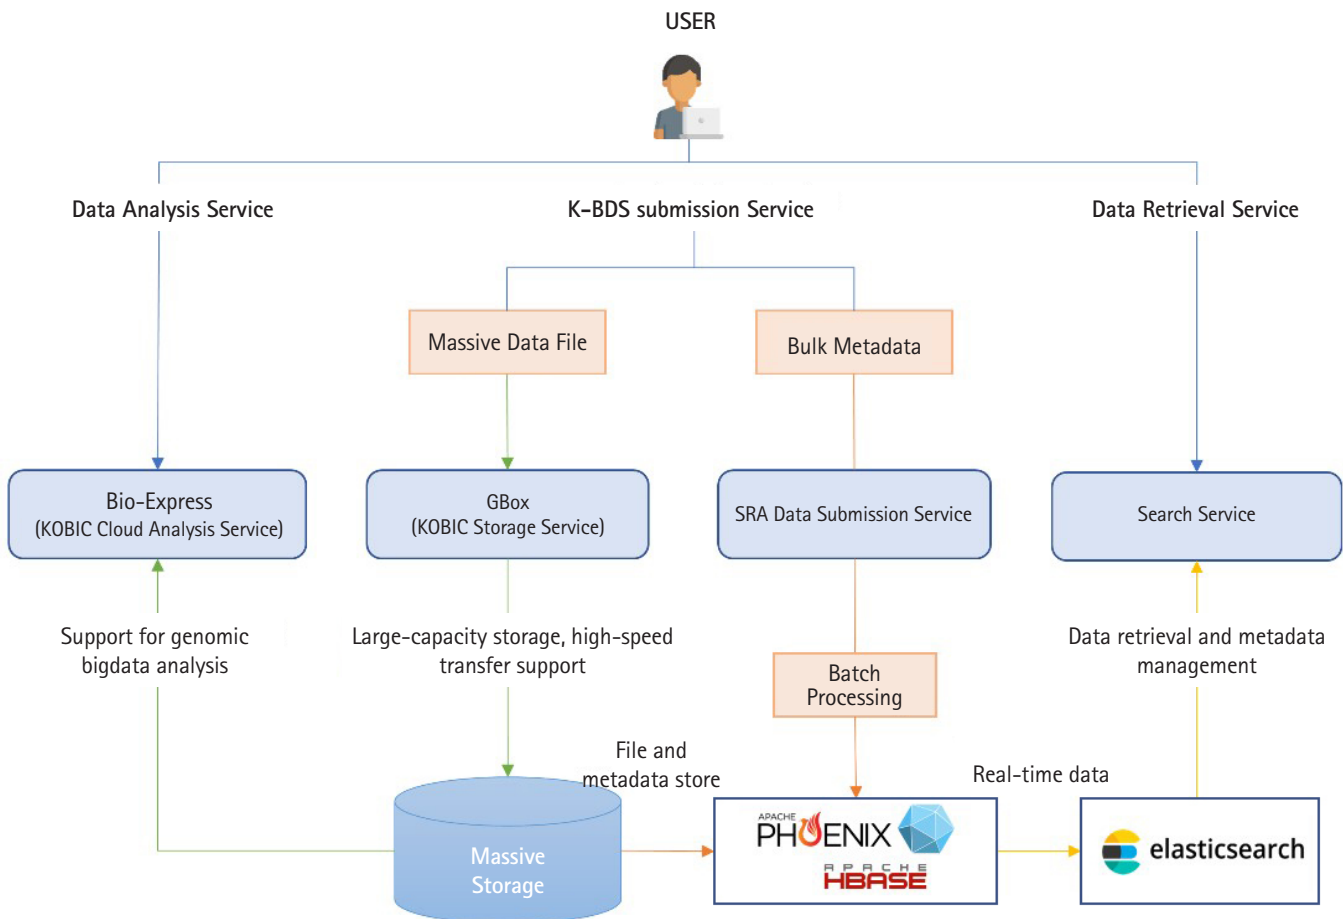 USER
Data Analysis Service
K-BDS submission Service
Data Retrieval Service
Massive Data File
Bulk Metadata
Bio-Express
(KOBIC Cloud Analysis Service)
GBox
(KOBIC Storage Service)
SRA Data Submission Service
Search Service
Support for genomic
bigdata analysis
Large-capacity storage, high-speed
transfer support
Batch
Processing
Data retrieval and metadata
management
File and
metadata store
Real-time data
Massive
Storage
APACHE
PHOENIX
APACHE
HBASE
elasticsearch